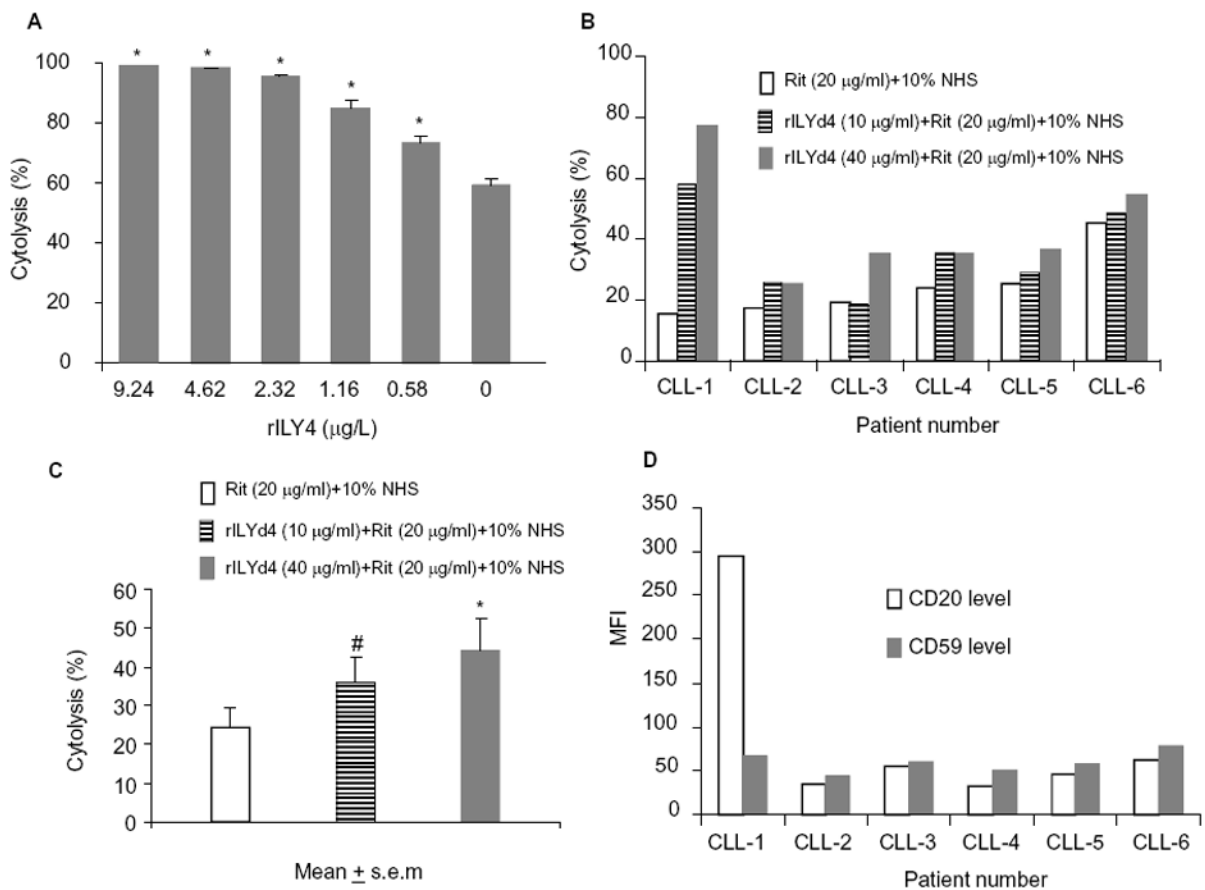 A
100
80
60
40
20
0
Cytolysis (%)
* * * * *
9.24 4.62 2.32 1.16 0.58 0
rILY4 (μg/L)
B
100
80
60
40
20
0
Cytolysis (%)
Rit (20 μg/ml)+10% NHS
rILYd4 (10 μg/ml)+Rit (20 μg/ml)+10% NHS
rILYd4 (40 μg/ml)+Rit (20 μg/ml)+10% NHS
CLL-1 CLL-2 CLL-3 CLL-4 CLL-5 CLL-6
Patient number
C
Rit (20 μg/ml)+10% NHS
rILYd4 (10 μg/ml)+Rit (20 μg/ml)+10% NHS
rILYd4 (40 μg/ml)+Rit (20 μg/ml)+10% NHS
60
50
40
30
20
10
0
Cytolysis (%)
# *
Mean ± s.e.m
D
350
300
250
200
150
100
50
0
MFI
CD20 level
CD59 level
CLL-1 CLL-2 CLL-3 CLL-4 CLL-5 CLL-6
Patient number